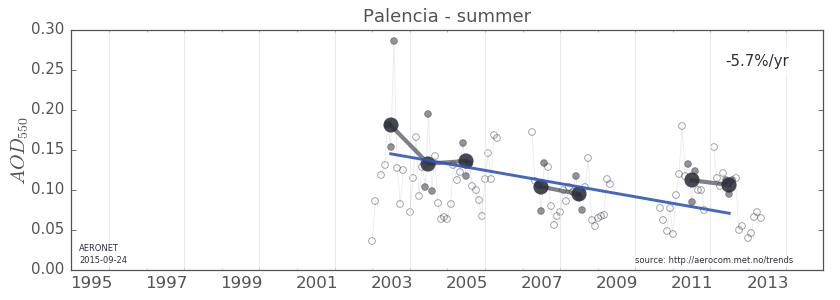 Palencia - summer
0.30
0.25
0.20
0.15
0.10
0.05
0.00
AOD550
-5.7%/yr
AERONET
2015-09-24
source: http://aerocom.met.no/trends
1995 1997 1999 2001 2003 2005 2007 2009 2011 2013